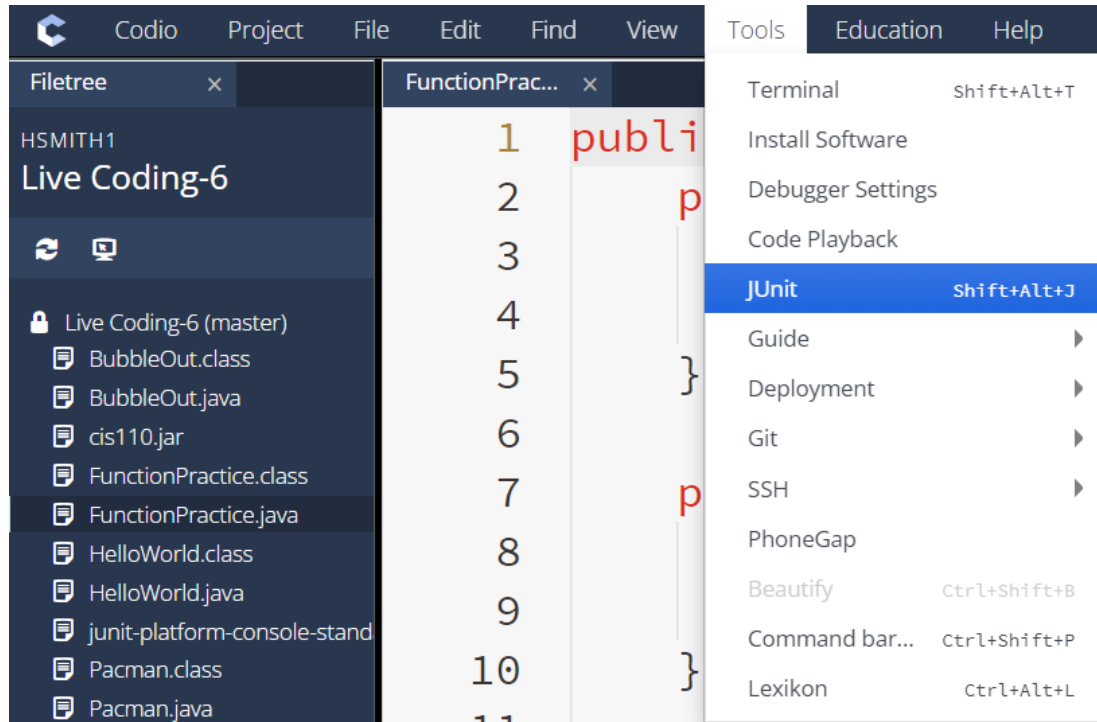 Codio Project File Edit Find View Tools Education Help
Filetree ×
HSMITH1
Live Coding-6
Live Coding-6 (master)
BubbleOut.class
BubbleOut.java
cis110.jar
FunctionPractice.class
FunctionPractice.java
HelloWorld.class
HelloWorld.java
junit-platform-console-stand
Pacman.class
Pacman.java
FunctionPrac... ×
1 publi
2 p
3
4
5 }
6
7 p
8
9
10 }
11
Terminal Shift+Alt+T
Install Software
Debugger Settings
Code Playback
JUnit Shift+Alt+J
Guide
Deployment
Git
SSH
PhoneGap
Beautify Ctrl+Shift+B
Command bar... Ctrl+Shift+P
Lexikon Ctrl+Alt+L